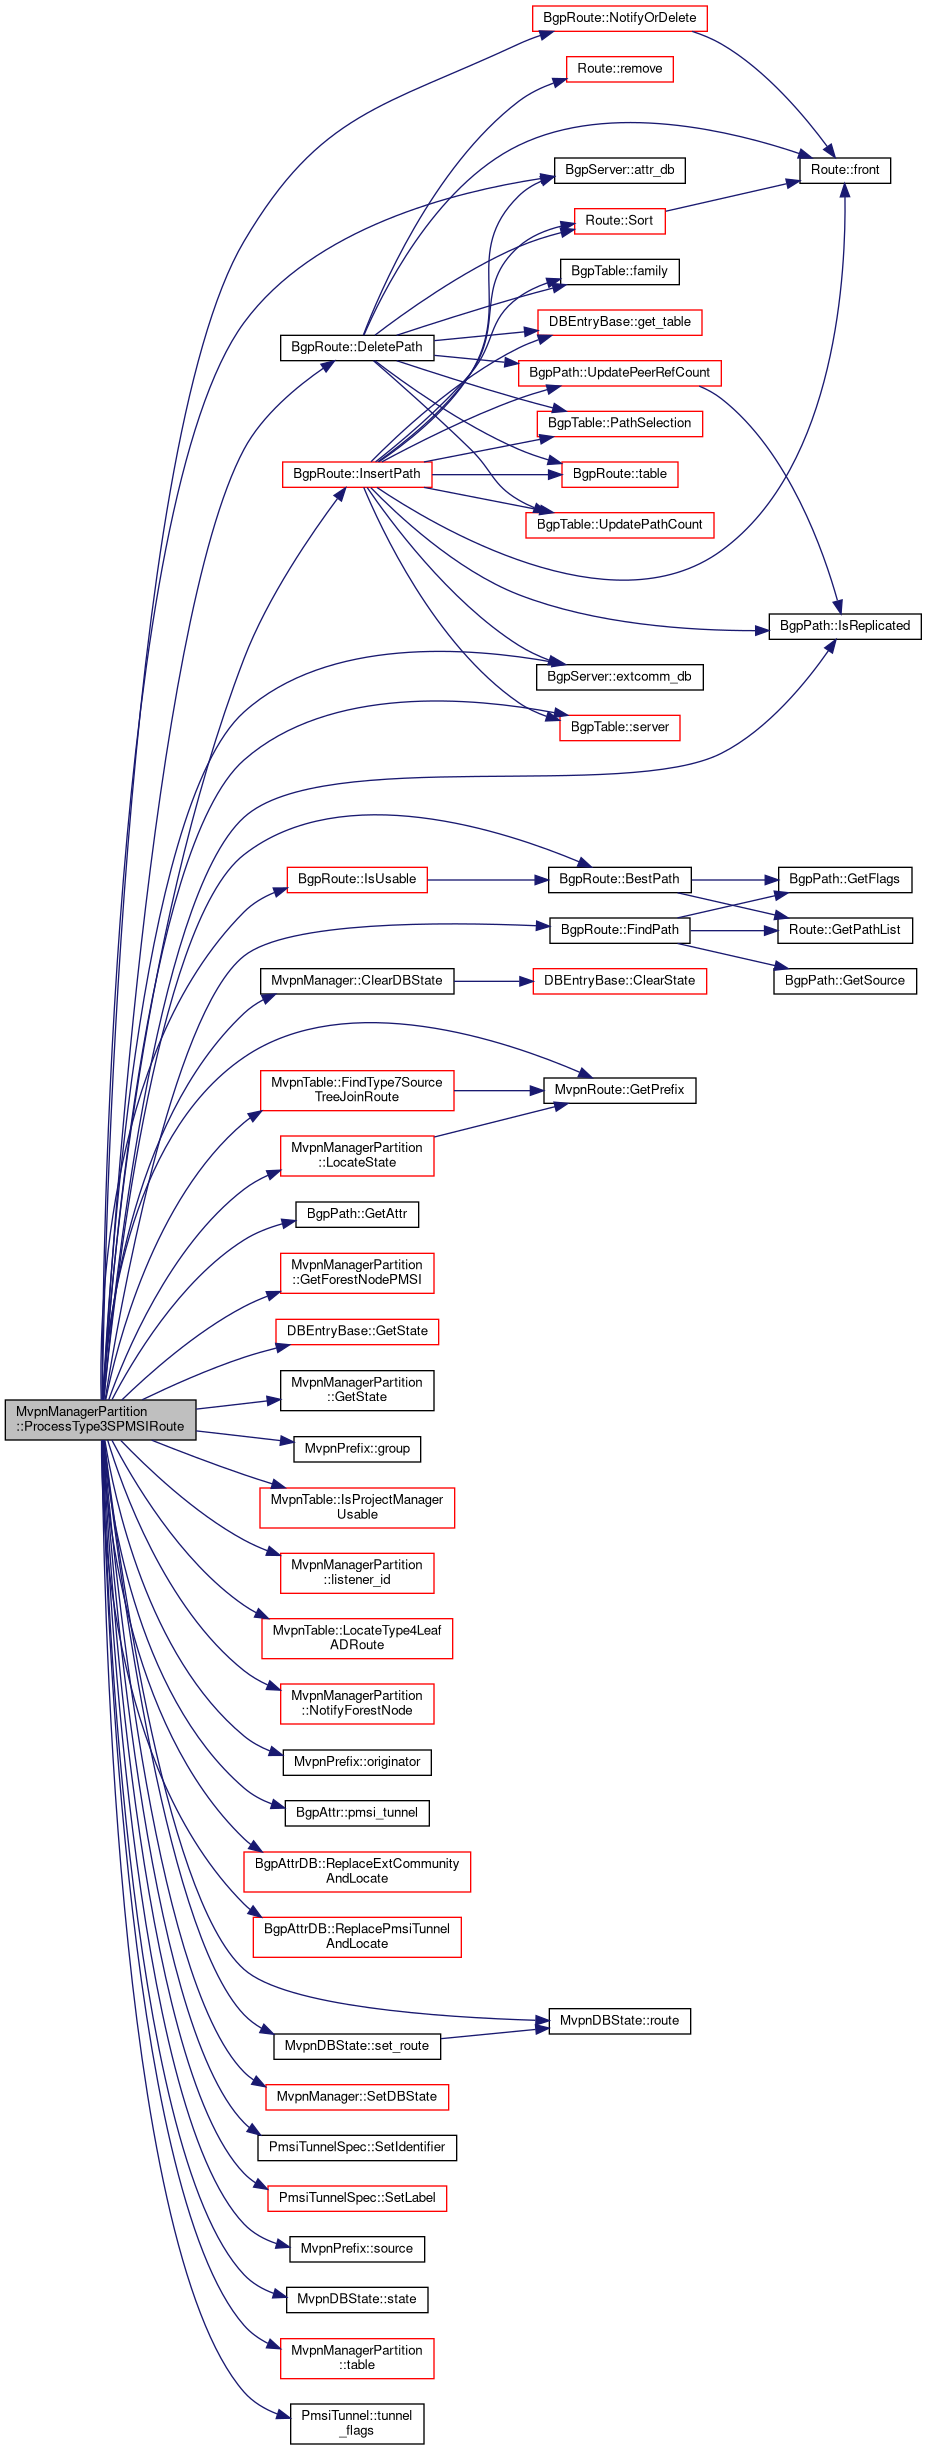 BgpRoute::NotifyOrDelete
Route::remove
Route::front
BgpServer::attr_db
Route::Sort
BgpTable::family
DBEntryBase::get_table
BgpRoute::DeletePath
BgpPath::UpdatePeerRefCount
BgpTable::PathSelection
BgpRoute::InsertPath
BgpRoute::table
BgpTable::UpdatePathCount
BgpPath::IsReplicated
BgpServer::extcomm_db
BgpTable::server
BgpRoute::IsUsable
BgpRoute::BestPath
BgpPath::GetFlags
BgpRoute::FindPath
Route::GetPathList
MvpnManager::ClearDBState
DBEntryBase::ClearState
BgpPath::GetSource
MvpnTable::FindType7Source
TreeJoinRoute
MvpnRoute::GetPrefix
MvpnManagerPartition
::LocateState
BgpPath::GetAttr
MvpnManagerPartition
::GetForestNodePMSI
DBEntryBase::GetState
MvpnManagerPartition
::GetState
MvpnManagerPartition
::ProcessType3SPMSIRoute
MvpnPrefix::group
MvpnTable::IsProjectManager
Usable
MvpnManagerPartition
::listener_id
MvpnTable::LocateType4Leaf
ADRoute
MvpnManagerPartition
::NotifyForestNode
MvpnPrefix::originator
BgpAttr::pmsi_tunnel
BgpAttrDB::ReplaceExtCommunity
AndLocate
BgpAttrDB::ReplacePmsiTunnel
AndLocate
MvpnDBState::route
MvpnDBState::set_route
MvpnManager::SetDBState
PmsiTunnelSpec::SetIdentifier
PmsiTunnelSpec::SetLabel
MvpnPrefix::source
MvpnDBState::state
MvpnManagerPartition
::table
PmsiTunnel::tunnel
_flags